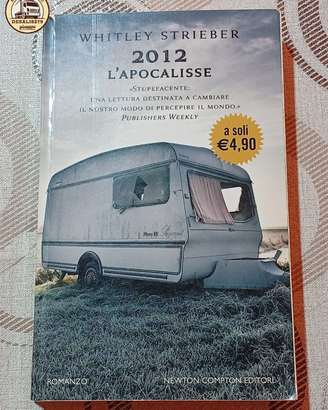 DESALISETO
WHITLEY STRIEBER
2012
L'APOCALISSE
«STUPEFACENTE:
UNA LETTURA DESTINATA A CAMBIARE
IL NOSTRO MODO DI PERCEPIRE IL MONDO.»
PUBLISHERS WEEKLY
a soli
€4,90
ROMANZO
NEWTON COMPTON EDITORI